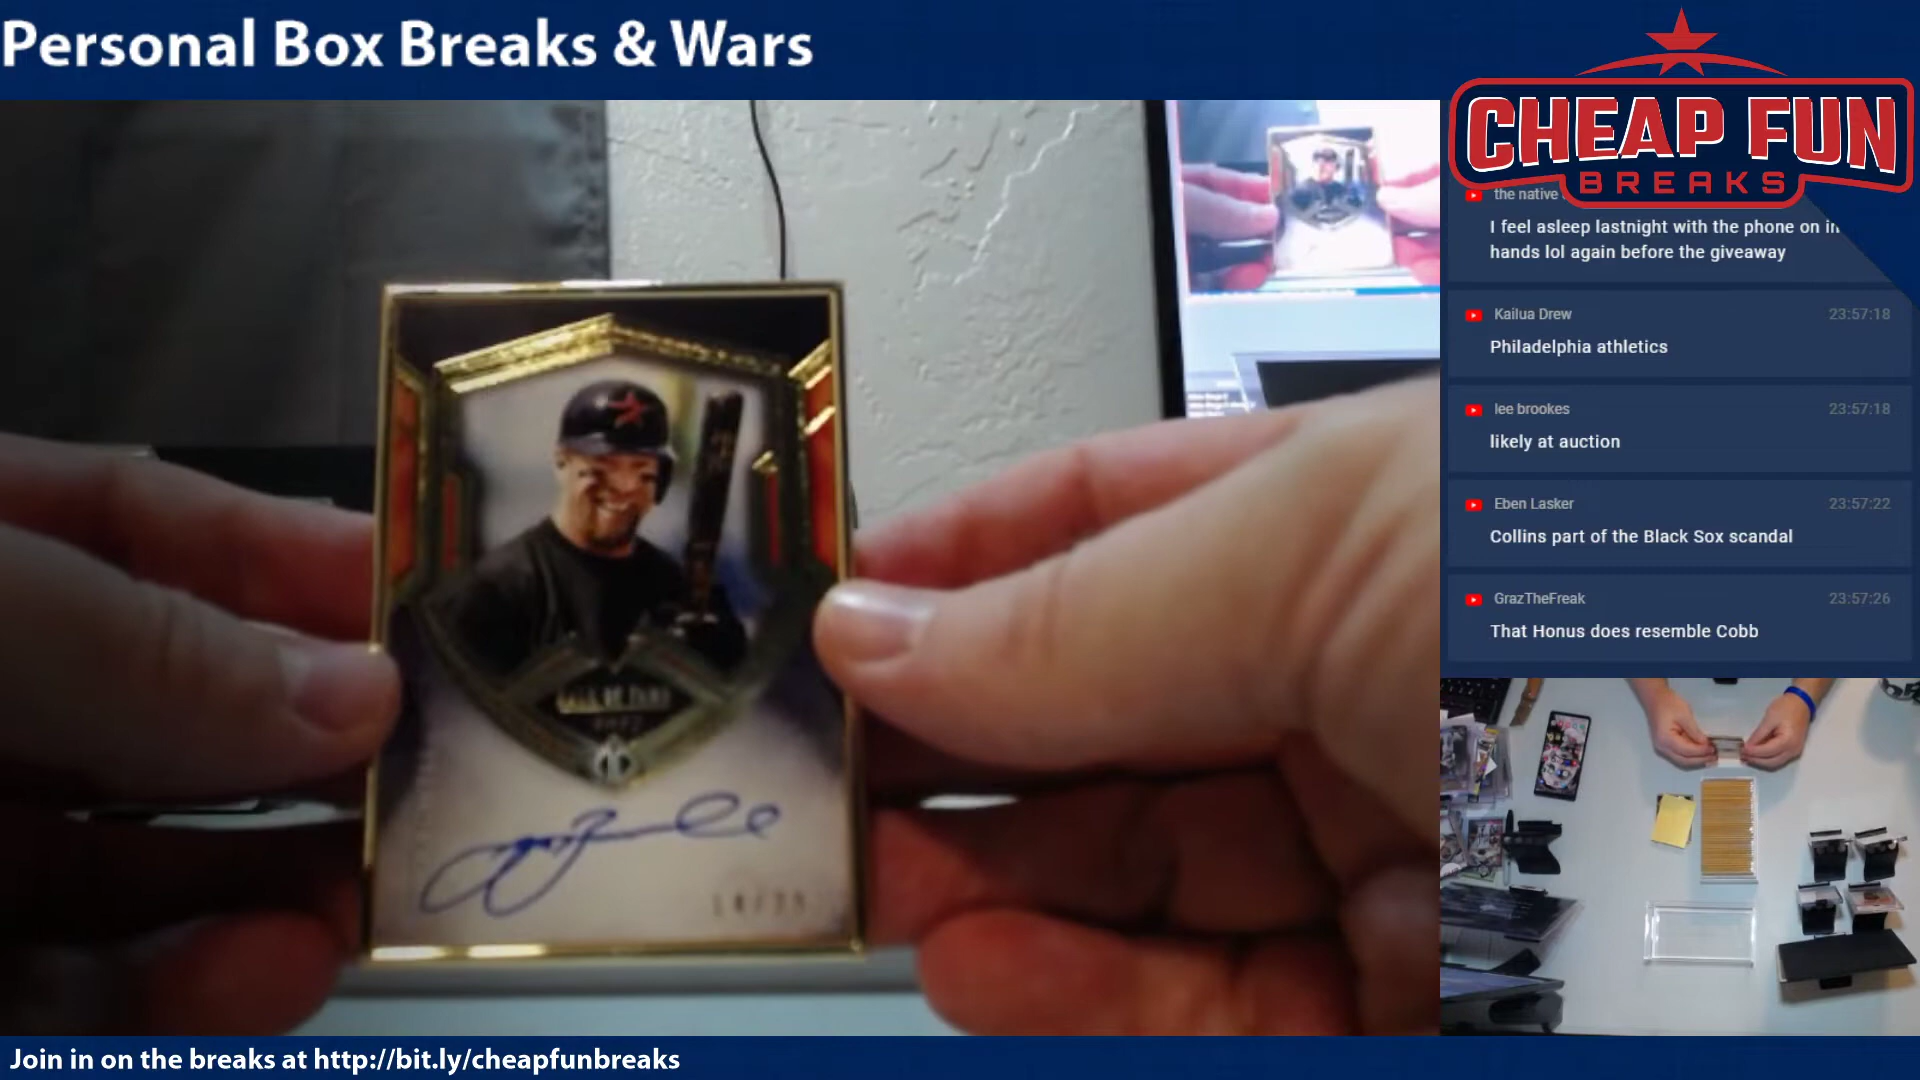 Personal Box Breaks & Wars
CHEAP FUN
BREAKS
the native
I feel asleep lastnight with the phone on in
hands lol again before the giveaway
Kailua Drew 23:57:18
Philadelphia athletics
lee brookes 23:57:18
likely at auction
Eben Lasker 23:57:22
Collins part of the Black Sox scandal
GrazTheFreak 23:57:26
That Honus does resemble Cobb
HALL OF FAME
Join in on the breaks at http://bit.ly/cheapfunbreaks